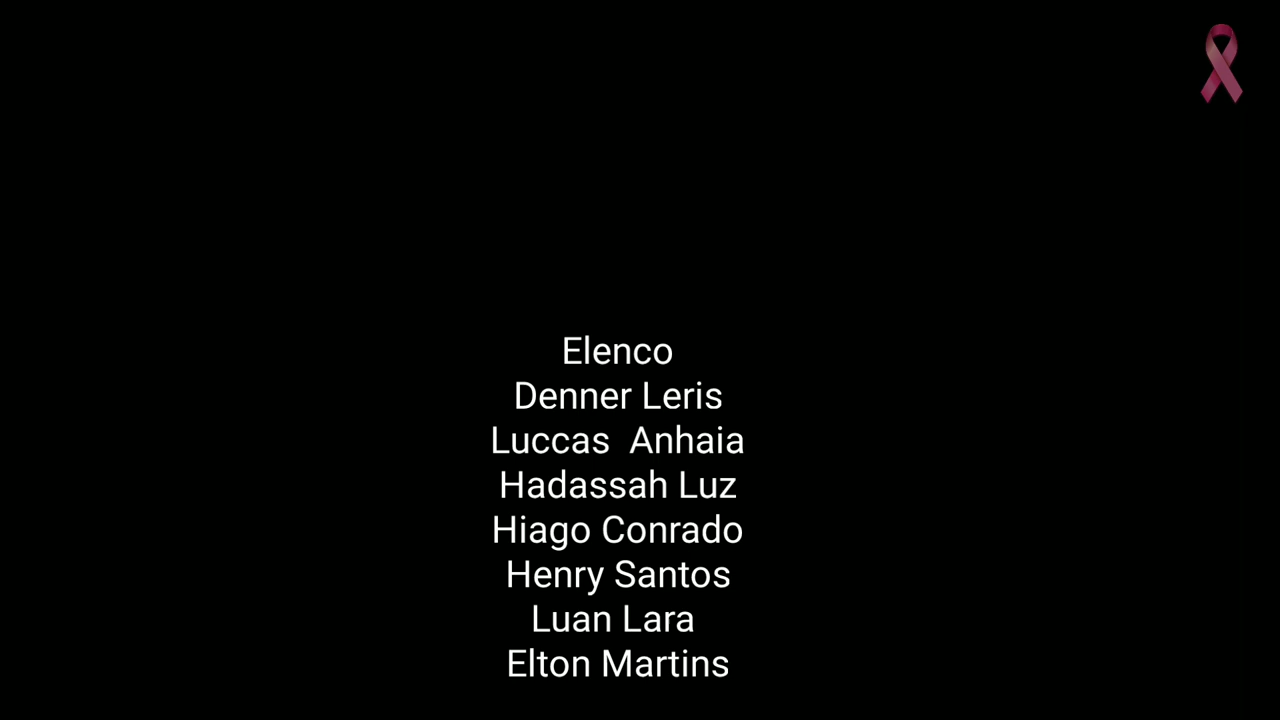 Elenco
Denner Leris
Luccas  Anhaia
Hadassah Luz
Hiago Conrado
Henry Santos
Luan Lara
Elton Martins